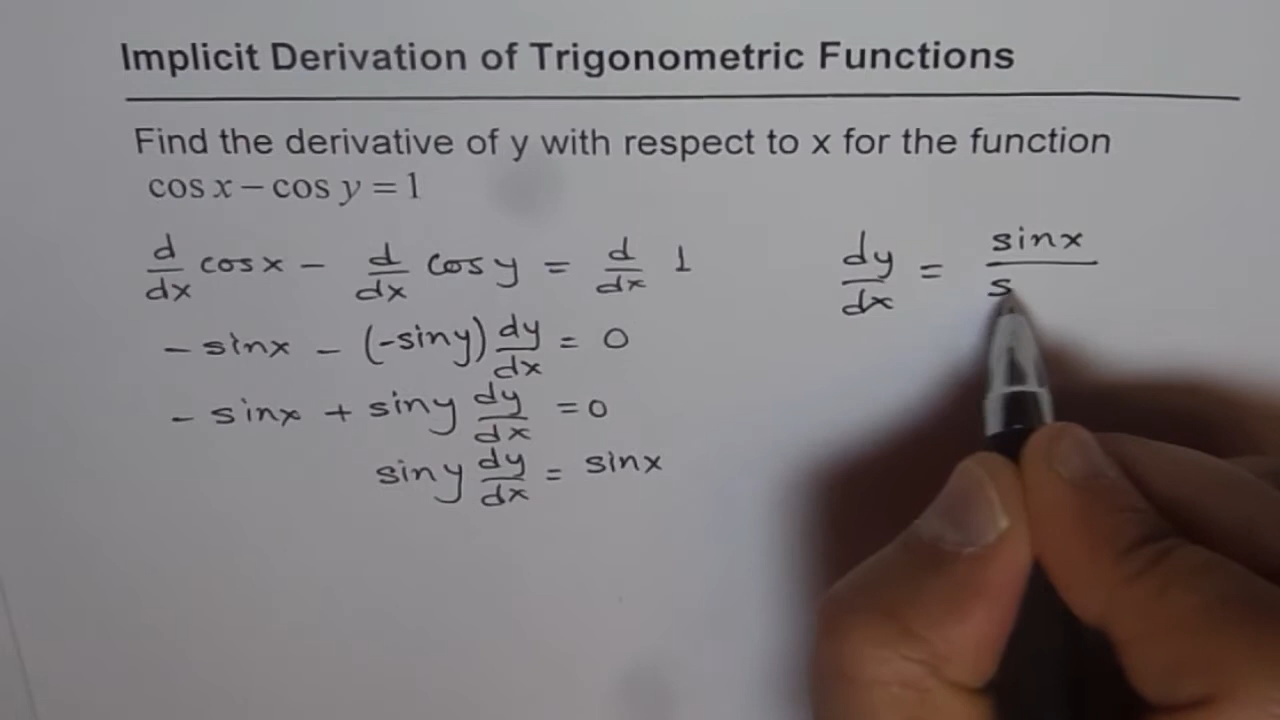 Implicit Derivation of Trigonometric Functions
Find the derivative of y with respect to x for the function
cos x − cos y = 1
d/dx cosx − d/dx cosy = d/dx 1
− sinx − (−siny) dy/dx = 0
− sinx + siny dy/dx = 0
siny dy/dx = sinx
dy/dx = sinx/s